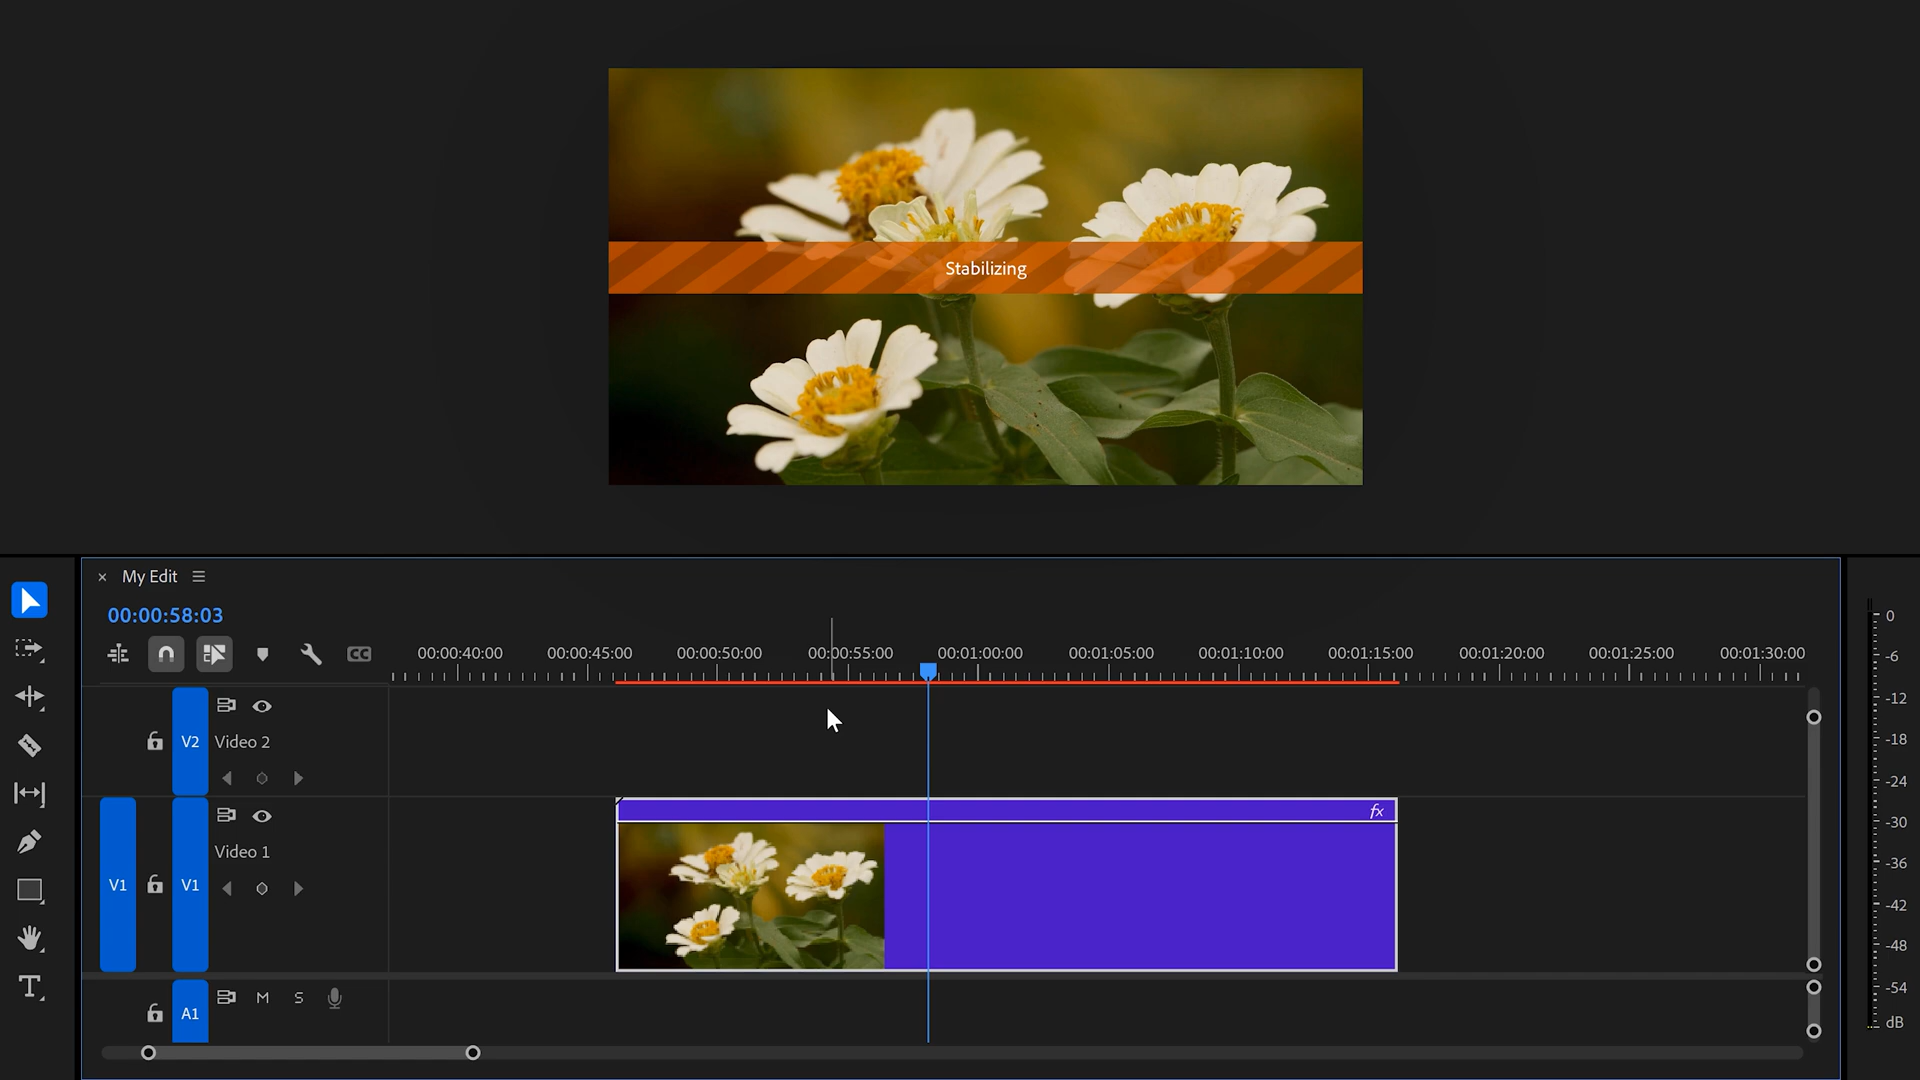 Stabilizing
× My Edit
00:00:58:03
CC
00:00:40:00 00:00:45:00 00:00:50:00 00:00:55:00 00:01:00:00 00:01:05:00 00:01:10:00 00:01:15:00 00:01:20:00 00:01:25:00 00:01:30:00
V2 Video 2
fx
V1 V1 Video 1
A1 M S
T
0
-6
-12
-18
-24
-30
-36
-42
-48
-54
dB